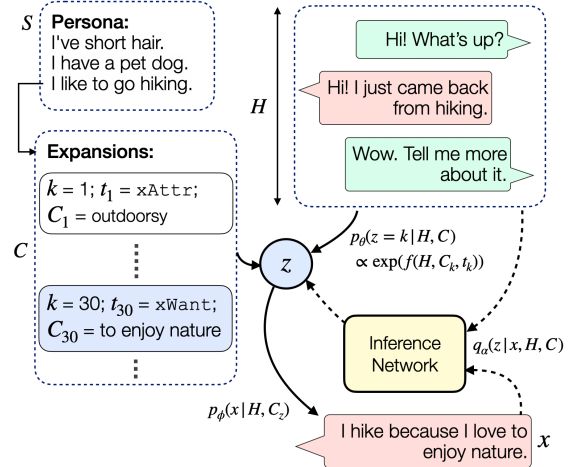 S
Persona:
I've short hair.
I have a pet dog.
I like to go hiking.
H
Hi! What's up?
Hi! I just came back
from hiking.
Wow. Tell me more
about it.
C
Expansions:
k = 1; t₁ = xAttr;
C₁ = outdoorsy
k = 30; t₃₀ = xWant;
C₃₀ = to enjoy nature
z
pθ(z = k | H, C)
∝ exp(f(H, Cₖ, tₖ))
Inference
Network
qα(z | x, H, C)
pϕ(x | H, C_z)
I hike because I love to
enjoy nature.
x